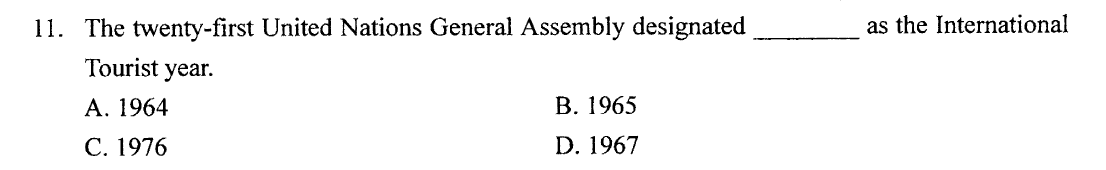 11. The twenty-first United Nations General Assembly designated ________ as the International
Tourist year.
A. 1964 B. 1965
C. 1976 D. 1967